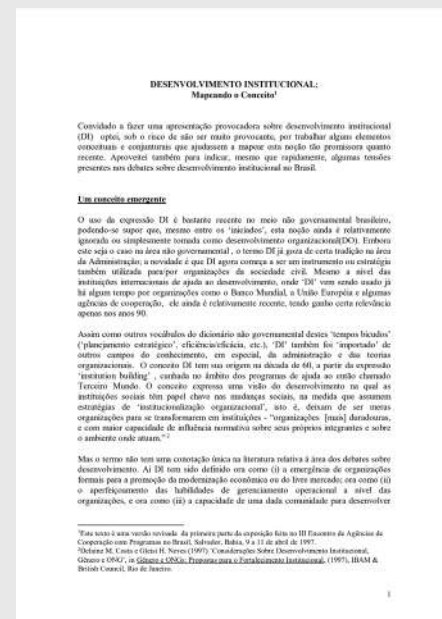 DESENVOLVIMENTO INSTITUCIONAL:
Mapeando o Conceito¹
Convidado a fazer uma apresentação provocadora sobre desenvolvimento institucional
(DI) optei, sob o risco de não ser muito provocante, por trabalhar alguns elementos
conceituais e conjunturais que ajudassem a mapear esta noção tão promissora quanto
recente. Aproveitei também para indicar, mesmo que rapidamente, algumas tensões
presentes nos debates sobre desenvolvimento institucional no Brasil.
Um conceito emergente
O uso da expressão DI é bastante recente no meio não governamental brasileiro,
podendo-se supor que, mesmo entre os 'iniciados', esta noção ainda é relativamente
ignorada ou simplesmente tomada como desenvolvimento organizacional(DO). Embora
este seja o caso na área não governamental , o termo DI já goza de certa tradição na área
da Administração; a novidade é que DI agora começa a ser um instrumento ou estratégia
também utilizada para/por organizações da sociedade civil. Mesmo a nível das
instituições internacionais de ajuda ao desenvolvimento, onde 'DI' vem sendo usado já
há algum tempo por organizações como o Banco Mundial, a União Européia e algumas
agências de cooperação, ele ainda é relativamente recente, tendo ganho certa relevância
apenas nos anos 90.
Assim como outros vocábulos do dicionário não governamental destes 'tempos bicudos'
('planejamento estratégico', eficiência/eficácia, etc.), 'DI' também foi 'importado' de
outros campos do conhecimento, em especial, da administração e das teorias
organizacionais. O conceito DI tem sua origem na década de 60, a partir da expressão
'institution building' , cunhada no âmbito dos programas de ajuda ao então chamado
Terceiro Mundo. O conceito expressa uma visão do desenvolvimento na qual as
instituições sociais têm papel chave nas mudanças sociais, na medida que assumem
estratégias de 'institucionalização organizacional', isto é, deixam de ser meras
organizações para se transformarem em instituições - "organizações [mais] duradouras,
e com maior capacidade de influência normativa sobre seus próprios integrantes e sobre
o ambiente onde atuam." ²
Mas o termo não tem uma conotação única na literatura relativa à área dos debates sobre
desenvolvimento. Aí DI tem sido definido ora como (i) a emergência de organizações
formais para a promoção da modernização econômica ou do livre mercado; ora como (ii)
o aperfeiçoamento das habilidades de gerenciamento operacional a nível das
organizações, e ora como (iii) a capacidade de uma dada comunidade para desenvolver
¹Este texto é uma versão revisada da primeira parte da exposição feita no III Encontro de Agências de
Cooperação com Programas no Brasil, Salvador, Bahia, 9 a 11 de abril de 1997.
²Delaine M. Costa e Gleisi H. Neves (1997) 'Considerações Sobre Desenvolvimento Institucional,
Gênero e ONG', in Gênero e ONGs: Propostas para o Fortalecimento Institucional, (1997), IBAM &
British Council, Rio de Janeiro.
1